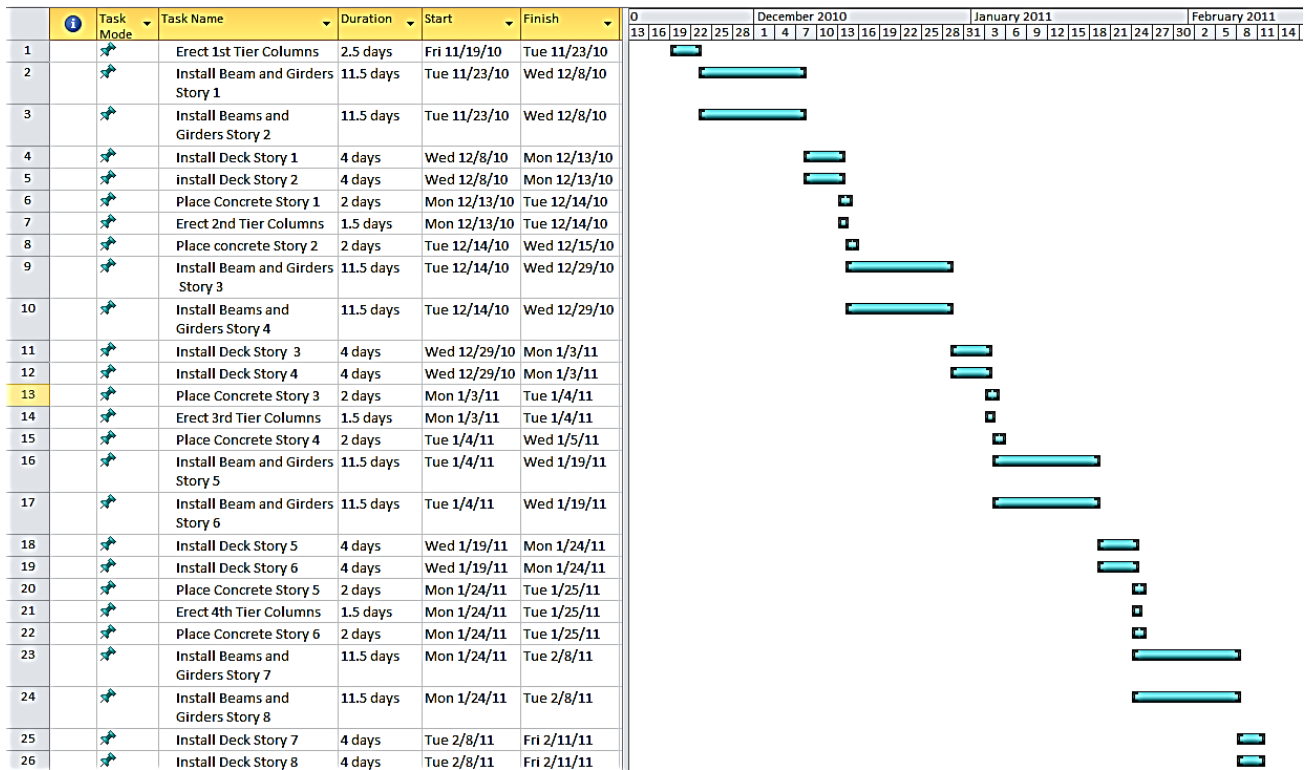 Task Mode Task Name Duration Start Finish
0 December 2010 January 2011 February 2011
13 16 19 22 25 28 1 4 7 10 13 16 19 22 25 28 31 3 6 9 12 15 18 21 24 27 30 2 5 8 11 14
1 Erect 1st Tier Columns 2.5 days Fri 11/19/10 Tue 11/23/10
2 Install Beam and Girders 11.5 days Tue 11/23/10 Wed 12/8/10
Story 1
3 Install Beams and 11.5 days Tue 11/23/10 Wed 12/8/10
Girders Story 2
4 Install Deck Story 1 4 days Wed 12/8/10 Mon 12/13/10
5 install Deck Story 2 4 days Wed 12/8/10 Mon 12/13/10
6 Place Concrete Story 1 2 days Mon 12/13/10 Tue 12/14/10
7 Erect 2nd Tier Columns 1.5 days Mon 12/13/10 Tue 12/14/10
8 Place concrete Story 2 2 days Tue 12/14/10 Wed 12/15/10
9 Install Beam and Girders 11.5 days Tue 12/14/10 Wed 12/29/10
Story 3
10 Install Beams and 11.5 days Tue 12/14/10 Wed 12/29/10
Girders Story 4
11 Install Deck Story 3 4 days Wed 12/29/10 Mon 1/3/11
12 Install Deck Story 4 4 days Wed 12/29/10 Mon 1/3/11
13 Place Concrete Story 3 2 days Mon 1/3/11 Tue 1/4/11
14 Erect 3rd Tier Columns 1.5 days Mon 1/3/11 Tue 1/4/11
15 Place Concrete Story 4 2 days Tue 1/4/11 Wed 1/5/11
16 Install Beam and Girders 11.5 days Tue 1/4/11 Wed 1/19/11
Story 5
17 Install Beam and Girders 11.5 days Tue 1/4/11 Wed 1/19/11
Story 6
18 Install Deck Story 5 4 days Wed 1/19/11 Mon 1/24/11
19 Install Deck Story 6 4 days Wed 1/19/11 Mon 1/24/11
20 Place Concrete Story 5 2 days Mon 1/24/11 Tue 1/25/11
21 Erect 4th Tier Columns 1.5 days Mon 1/24/11 Tue 1/25/11
22 Place Concrete Story 6 2 days Mon 1/24/11 Tue 1/25/11
23 Install Beams and 11.5 days Mon 1/24/11 Tue 2/8/11
Girders Story 7
24 Install Beams and 11.5 days Mon 1/24/11 Tue 2/8/11
Girders Story 8
25 Install Deck Story 7 4 days Tue 2/8/11 Fri 2/11/11
26 Install Deck Story 8 4 days Tue 2/8/11 Fri 2/11/11